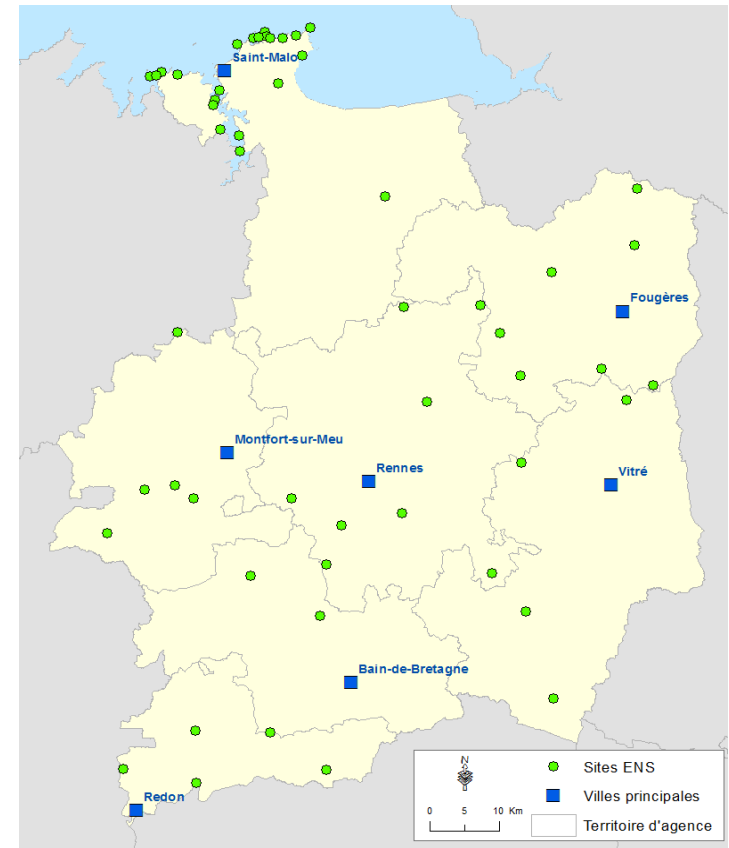 Saint-Malo
Fougères
Montfort-sur-Meu
Rennes
Vitré
Bain-de-Bretagne
Redon
N
0 5 10 Km
Sites ENS
Villes principales
Territoire d'agence